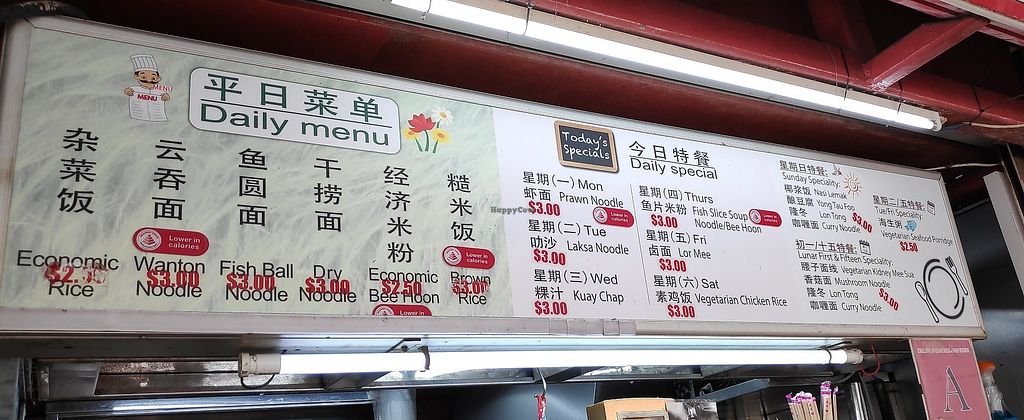 平日菜单
Daily menu
MENU
MENU
杂菜饭
Economic Rice
云吞面
Lower in calories
Wanton Noodle
$3.00
鱼圆面
Fish Ball Noodle
$3.00
干捞面
Dry Noodle
$3.00
经济米粉
Economic Bee Hoon
$2.50
Lower in
糙米饭
Lower in calories
Brown Rice
$3.00
Today's Specials
今日特餐
Daily special
星期(一) Mon
虾面 Prawn Noodle
$3.00
Lower in calories
星期(二) Tue
叻沙 Laksa Noodle
$3.00
星期(三) Wed
粿汁 Kuay Chap
$3.00
星期(四) Thurs
鱼片米粉 Fish Slice Soup Noodle/Bee Hoon
$3.00
Lower in calories
星期(五) Fri
卤面 Lor Mee
$3.00
星期(六) Sat
素鸡饭 Vegetarian Chicken Rice
$3.00
星期日特餐:
Sunday Speciality:
椰浆饭 Nasi Lemak
酿豆腐 Yong Tau Foo
隆冬 Lon Tong
咖喱面 Curry Noodle
$3.00
初一/十五特餐:
Lunar First & Fifteen Speciality:
腰子面线 Vegetarian Kidney Mee Sua
香菇面 Mushroom Noodle
隆冬 Lon Tong
咖喱面 Curry Noodle
$3.00
星期二/五特餐:
Tue/Fri Speciality:
海生粥
Vegetarian Seafood Porridge
$2.50
HappyCow
A